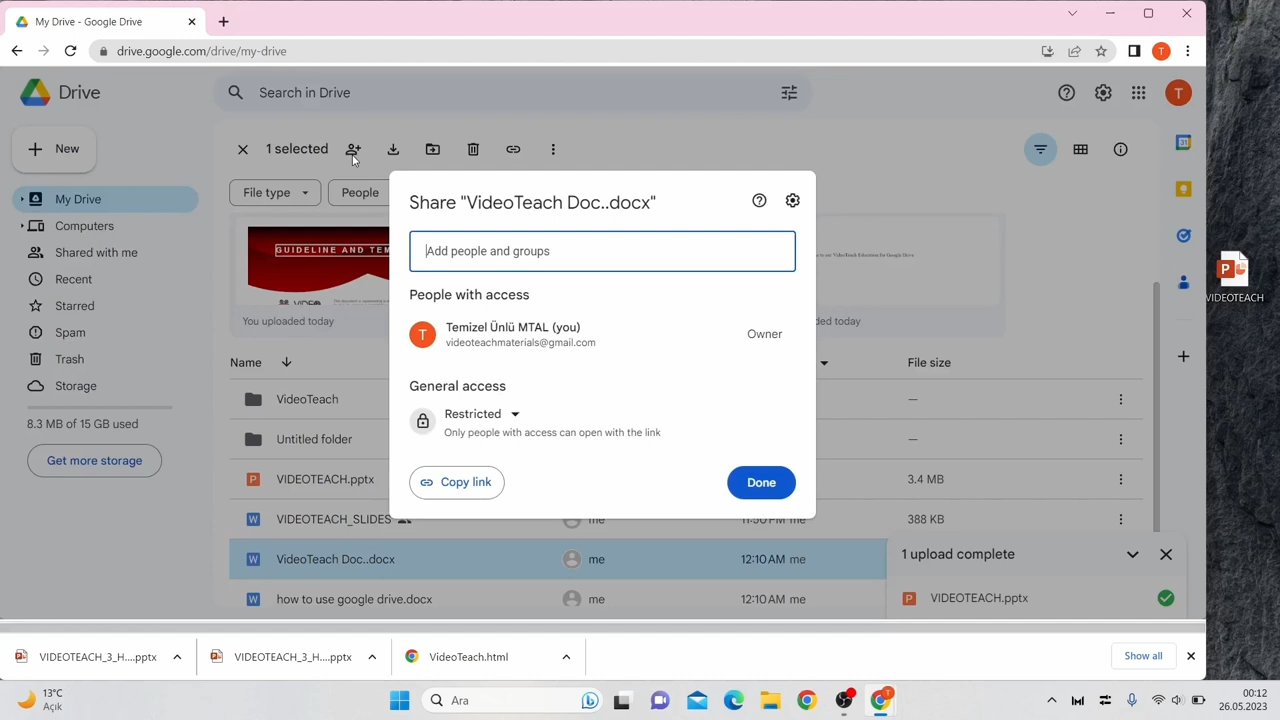 My Drive - Google Drive
drive.google.com/drive/my-drive
T
Drive
Search in Drive
T
New
1 selected
File type
People
My Drive
Computers
Shared with me
Recent
Starred
Spam
Trash
Storage
8.3 MB of 15 GB used
Get more storage
GUIDELINE AND TEM
VIDEO
You uploaded today
ded today
Name
File size
VideoTeach
—
Untitled folder
—
VIDEOTEACH.pptx
3.4 MB
VIDEOTEACH_SLIDES
me
11:50 PM me
388 KB
VideoTeach Doc..docx
me
12:10 AM me
how to use google drive.docx
me
12:10 AM me
Share "VideoTeach Doc..docx"
Add people and groups
People with access
T
Temizel Ünlü MTAL (you)
videoteachmaterials@gmail.com
Owner
General access
Restricted
Only people with access can open with the link
Copy link
Done
1 upload complete
VIDEOTEACH.pptx
VIDEOTEACH
VIDEOTEACH_3_H....pptx
VIDEOTEACH_3_H....pptx
VideoTeach.html
Show all
13°C
Açık
Ara
00:12
26.05.2023